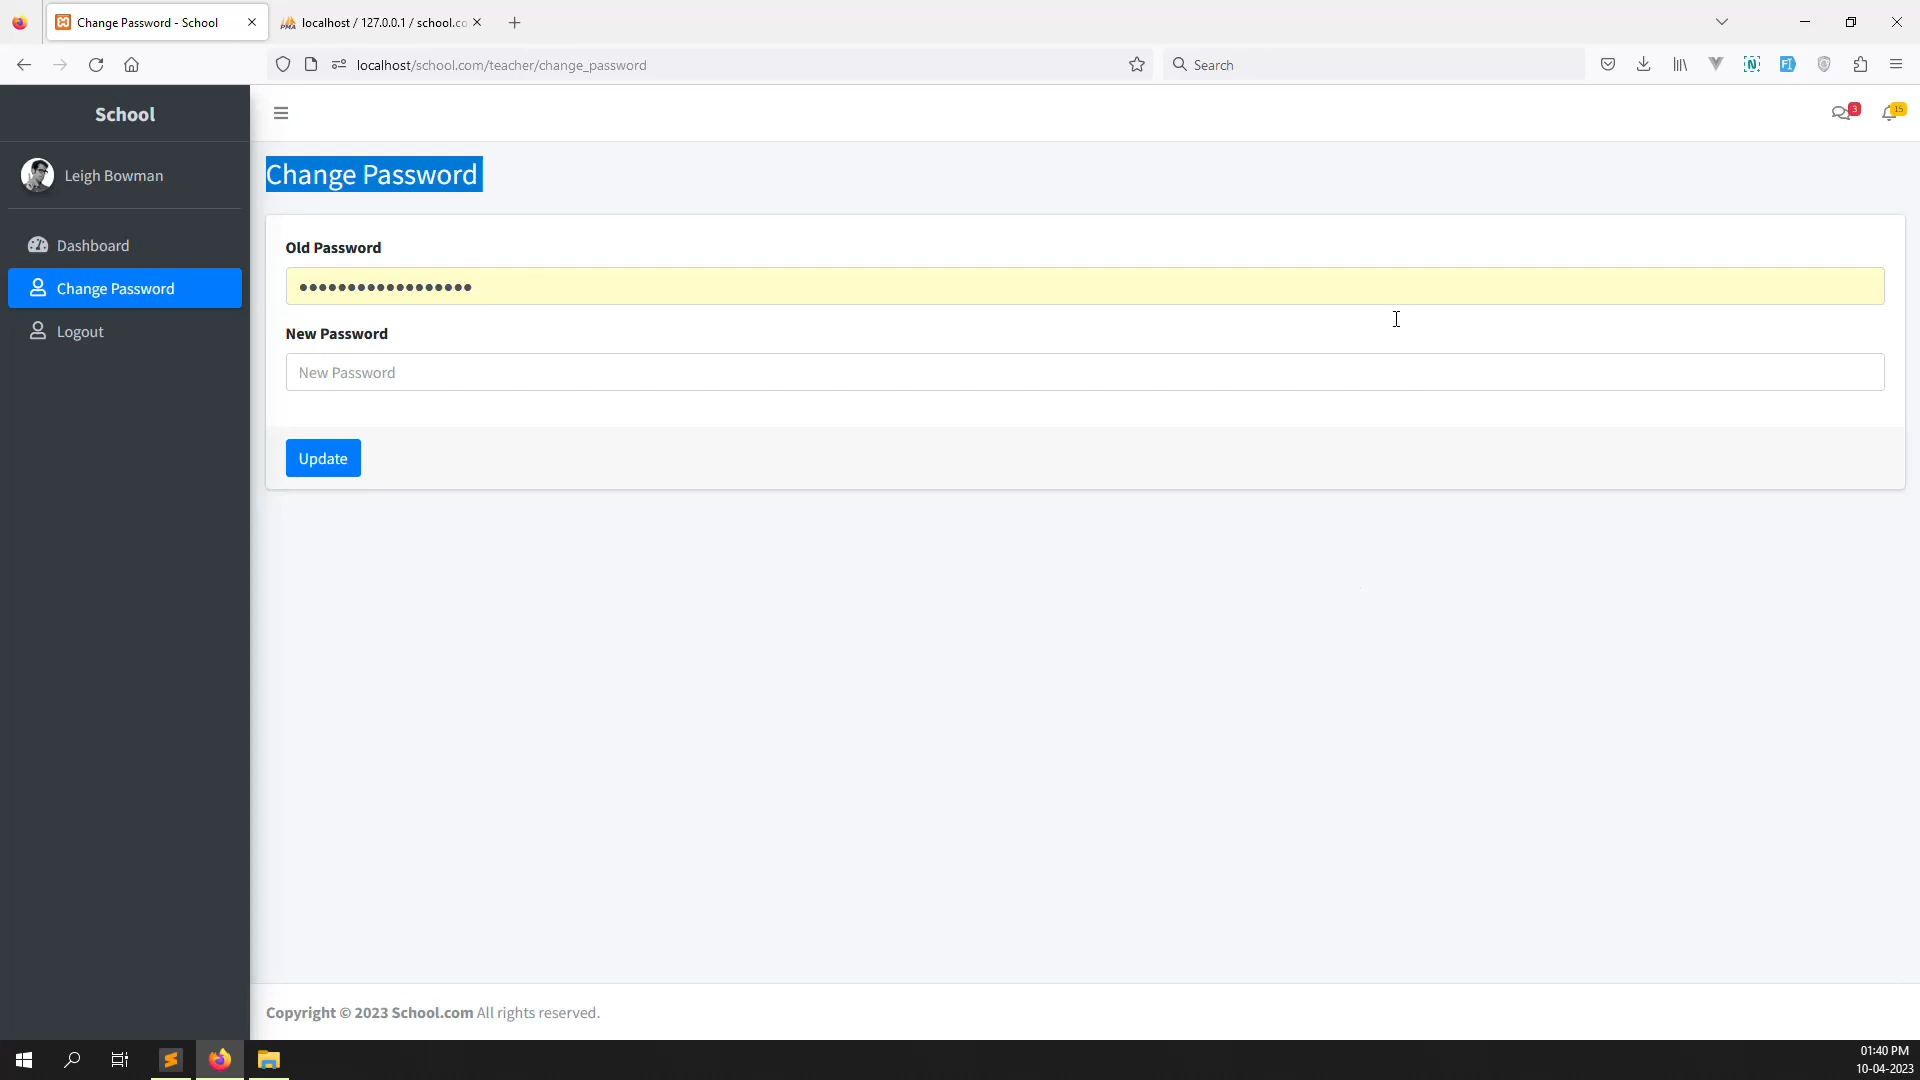 Change Password - School
localhost / 127.0.0.1 / school.co
localhost/school.com/teacher/change_password
Search
School
3
15
Leigh Bowman
Change Password
Dashboard
Change Password
Logout
Old Password
••••••••••••••••••
New Password
New Password
Update
Copyright © 2023 School.com All rights reserved.
01:40 PM
10-04-2023